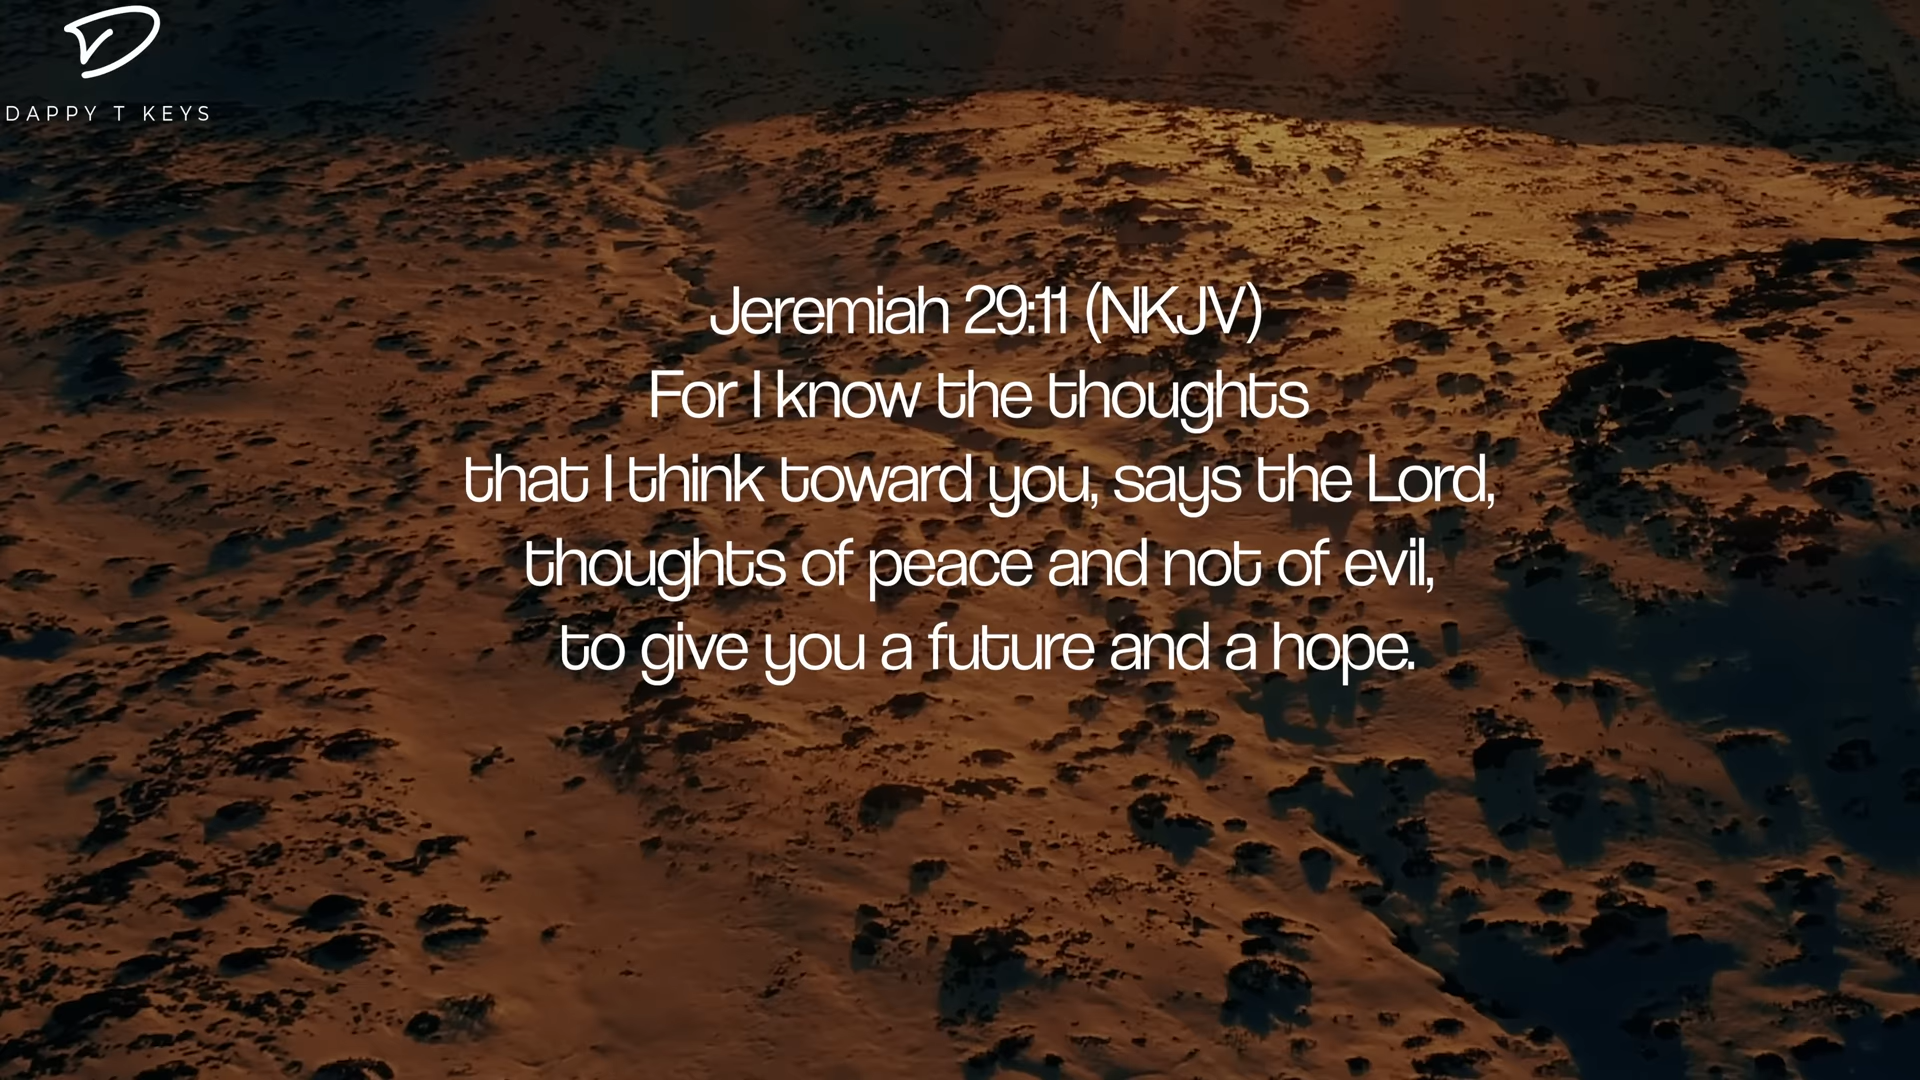 DAPPY T KEYS
Jeremiah 29:11 (NKJV)
For I know the thoughts
that I think toward you, says the Lord,
thoughts of peace and not of evil,
to give you a future and a hope.